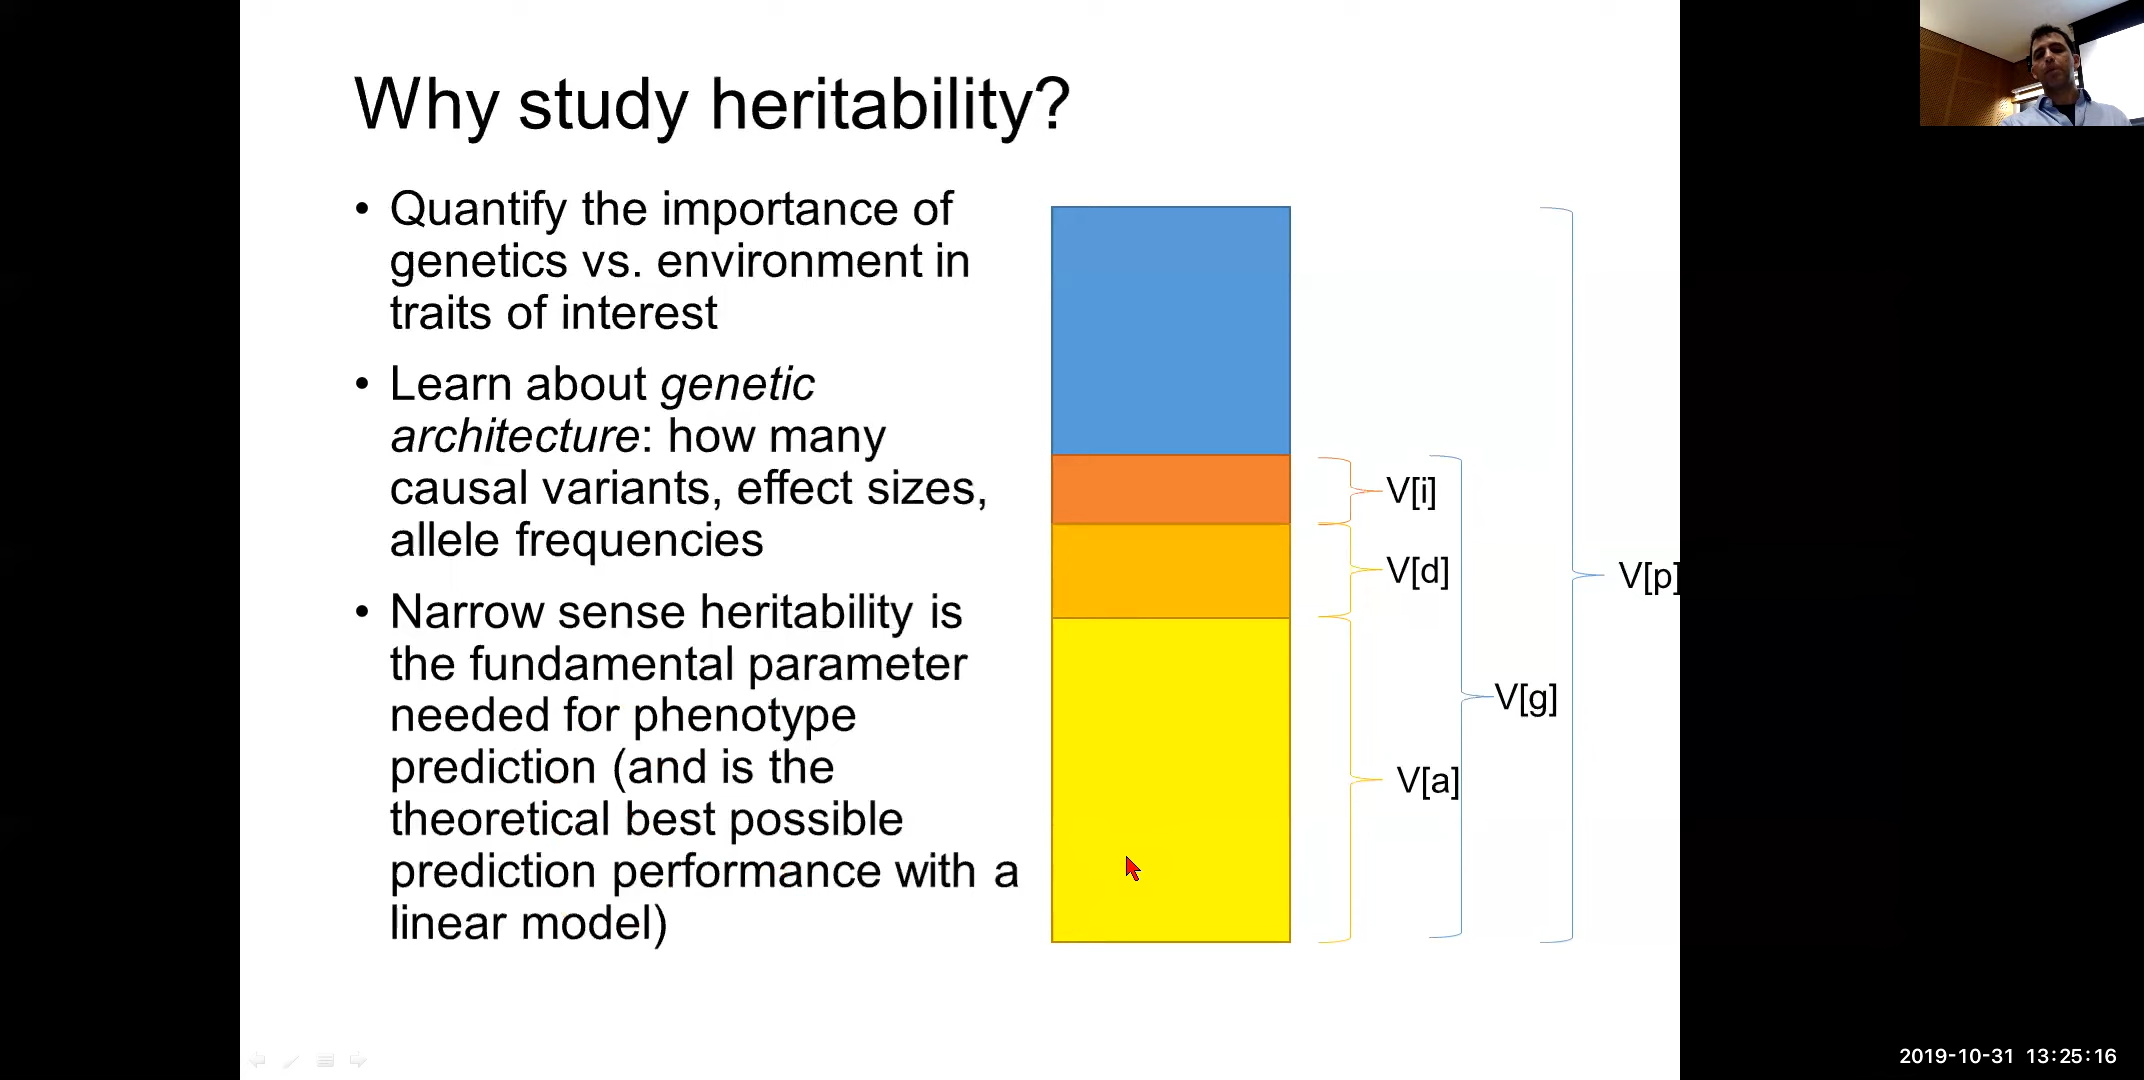 Why study heritability?
• Quantify the importance of
genetics vs. environment in
traits of interest
• Learn about genetic
architecture: how many
causal variants, effect sizes,
allele frequencies
• Narrow sense heritability is
the fundamental parameter
needed for phenotype
prediction (and is the
theoretical best possible
prediction performance with a
linear model)
V[i]
V[d]
V[p]
V[g]
V[a]
2019-10-31 13:25:16